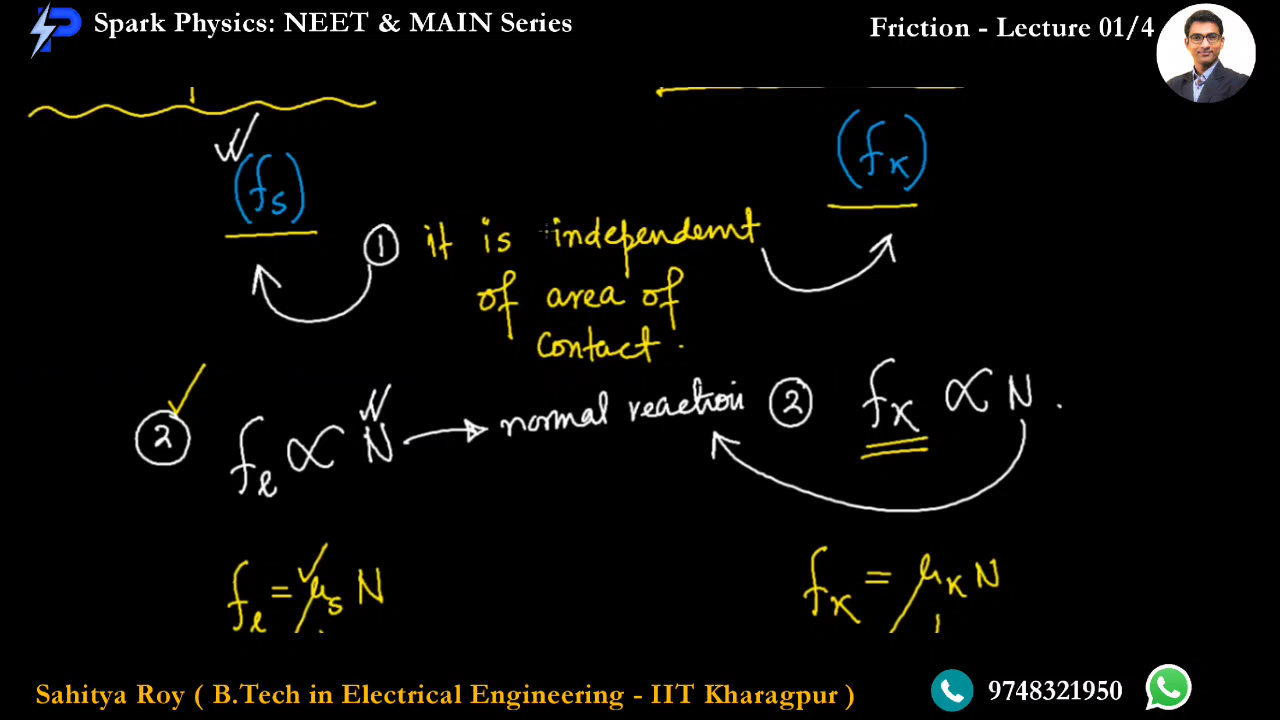 Spark Physics: NEET & MAIN Series
Friction - Lecture 01/4
(fs)
(fK)
① it is independent
of area of
contact.
② fl ∝ N → normal reaction
② fK ∝ N .
fl = μs N
fK = μK N
Sahitya Roy ( B.Tech in Electrical Engineering - IIT Kharagpur )
9748321950